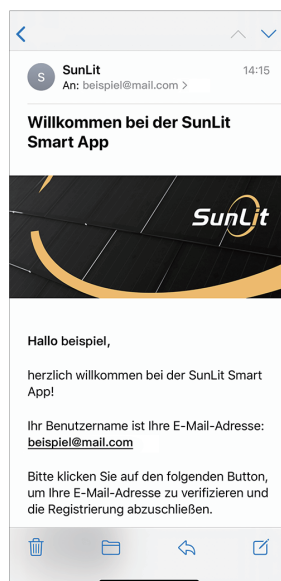 S
SunLit
14:15
An: beispiel@mail.com >
Willkommen bei der SunLit
Smart App
SunLit
Hallo beispiel,
herzlich willkommen bei der SunLit Smart
App!
Ihr Benutzername ist Ihre E-Mail-Adresse:
beispiel@mail.com
Bitte klicken Sie auf den folgenden Button,
um Ihre E-Mail-Adresse zu verifizieren und
die Registrierung abzuschließen.